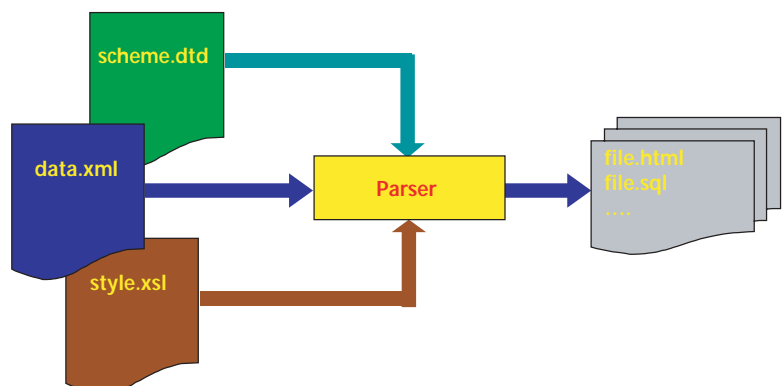 scheme.dtd
data.xml
style.xsl
Parser
file.html
file.sql
....